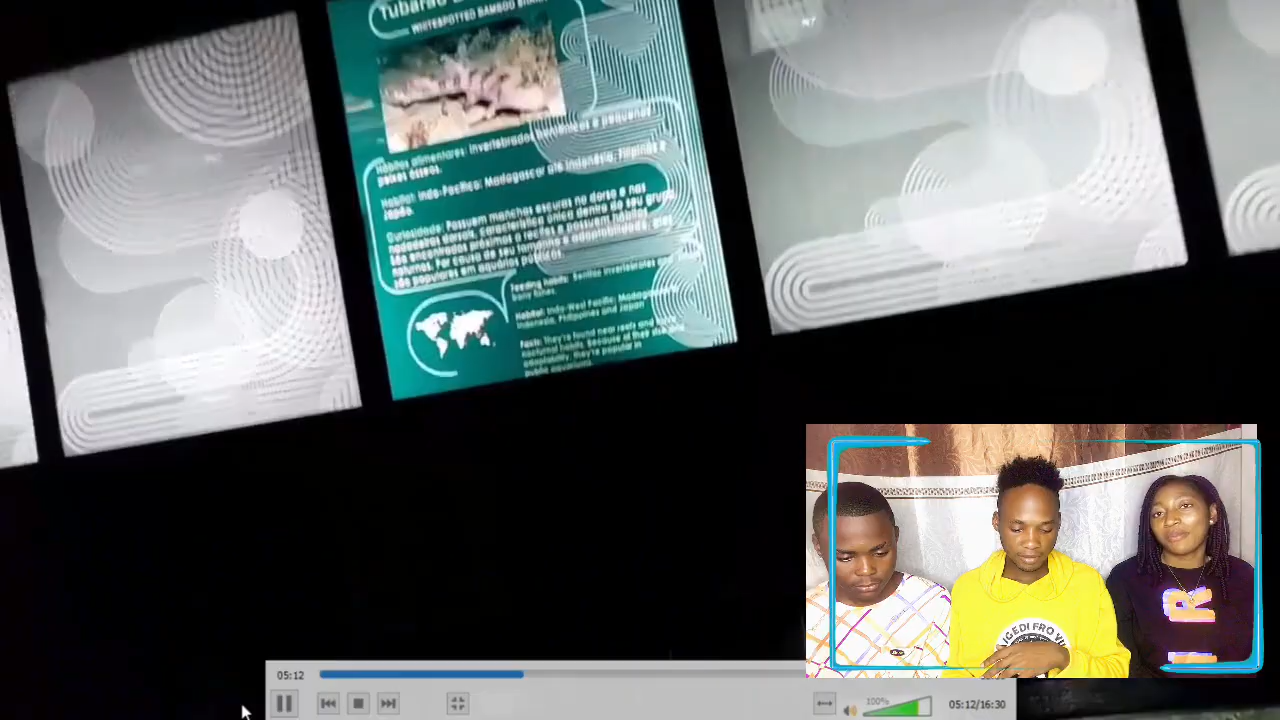 Tubarão
WHITESPOTTED BAMBOO SHARK
Hábitos alimentares: Invertebrados bentônicos e pequenos
peixes ósseos.
Habitat: Indo-Pacífico: Madagascar até Indonésia, Filipinas e
Japão.
Curiosidade: Possuem manchas escuras no dorso e nas
nadadeiras dorsais, característica única dentro do seu grupo.
São encontrados próximos a recifes e possuem hábitos
noturnos. Por causa de seu tamanho e adaptabilidade, eles
são populares em aquários públicos.
Feeding habits: Benthic invertebrates and
bony fishes.
Habitat: Indo-West Pacific: Madagascar
Indonesia, Philippines and Japan
Facts: They're found near reefs and have
nocturnal habits. Because of their size and
adaptability, they're popular in
public aquariums.
NGEDI FRO
R
05:12
100%
05:12/16:30